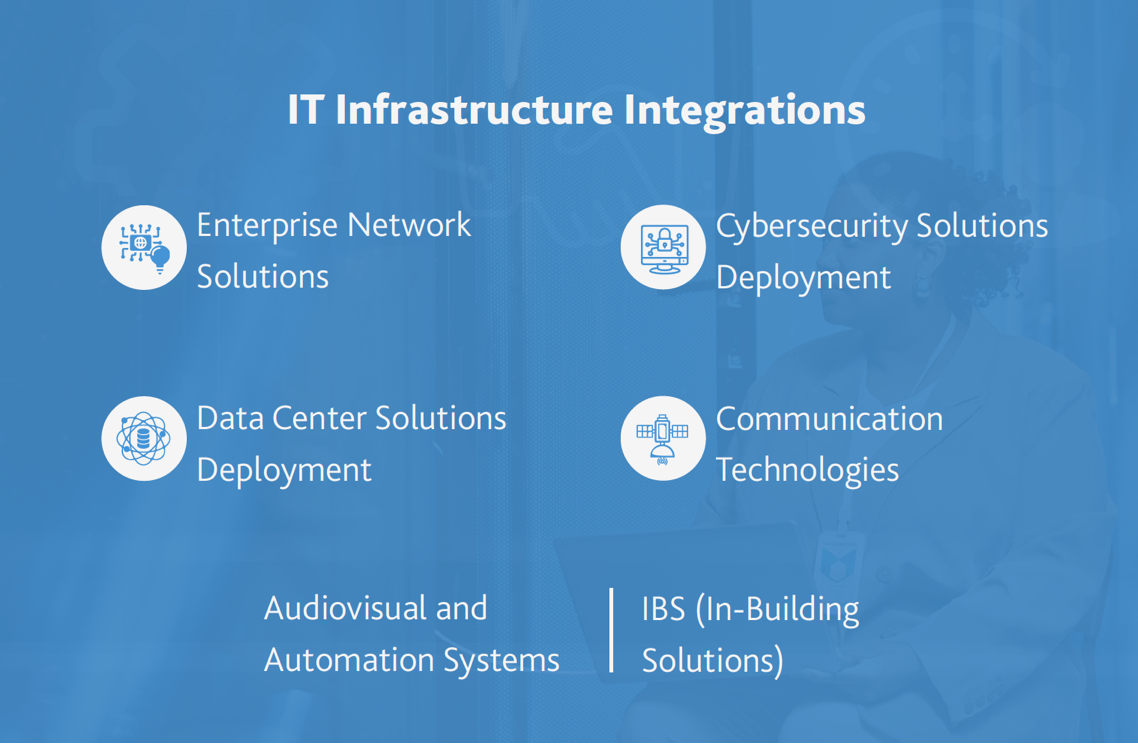 IT Infrastructure Integrations
Enterprise Network
Solutions
Cybersecurity Solutions
Deployment
Data Center Solutions
Deployment
Communication
Technologies
Audiovisual and
Automation Systems
IBS (In-Building
Solutions)